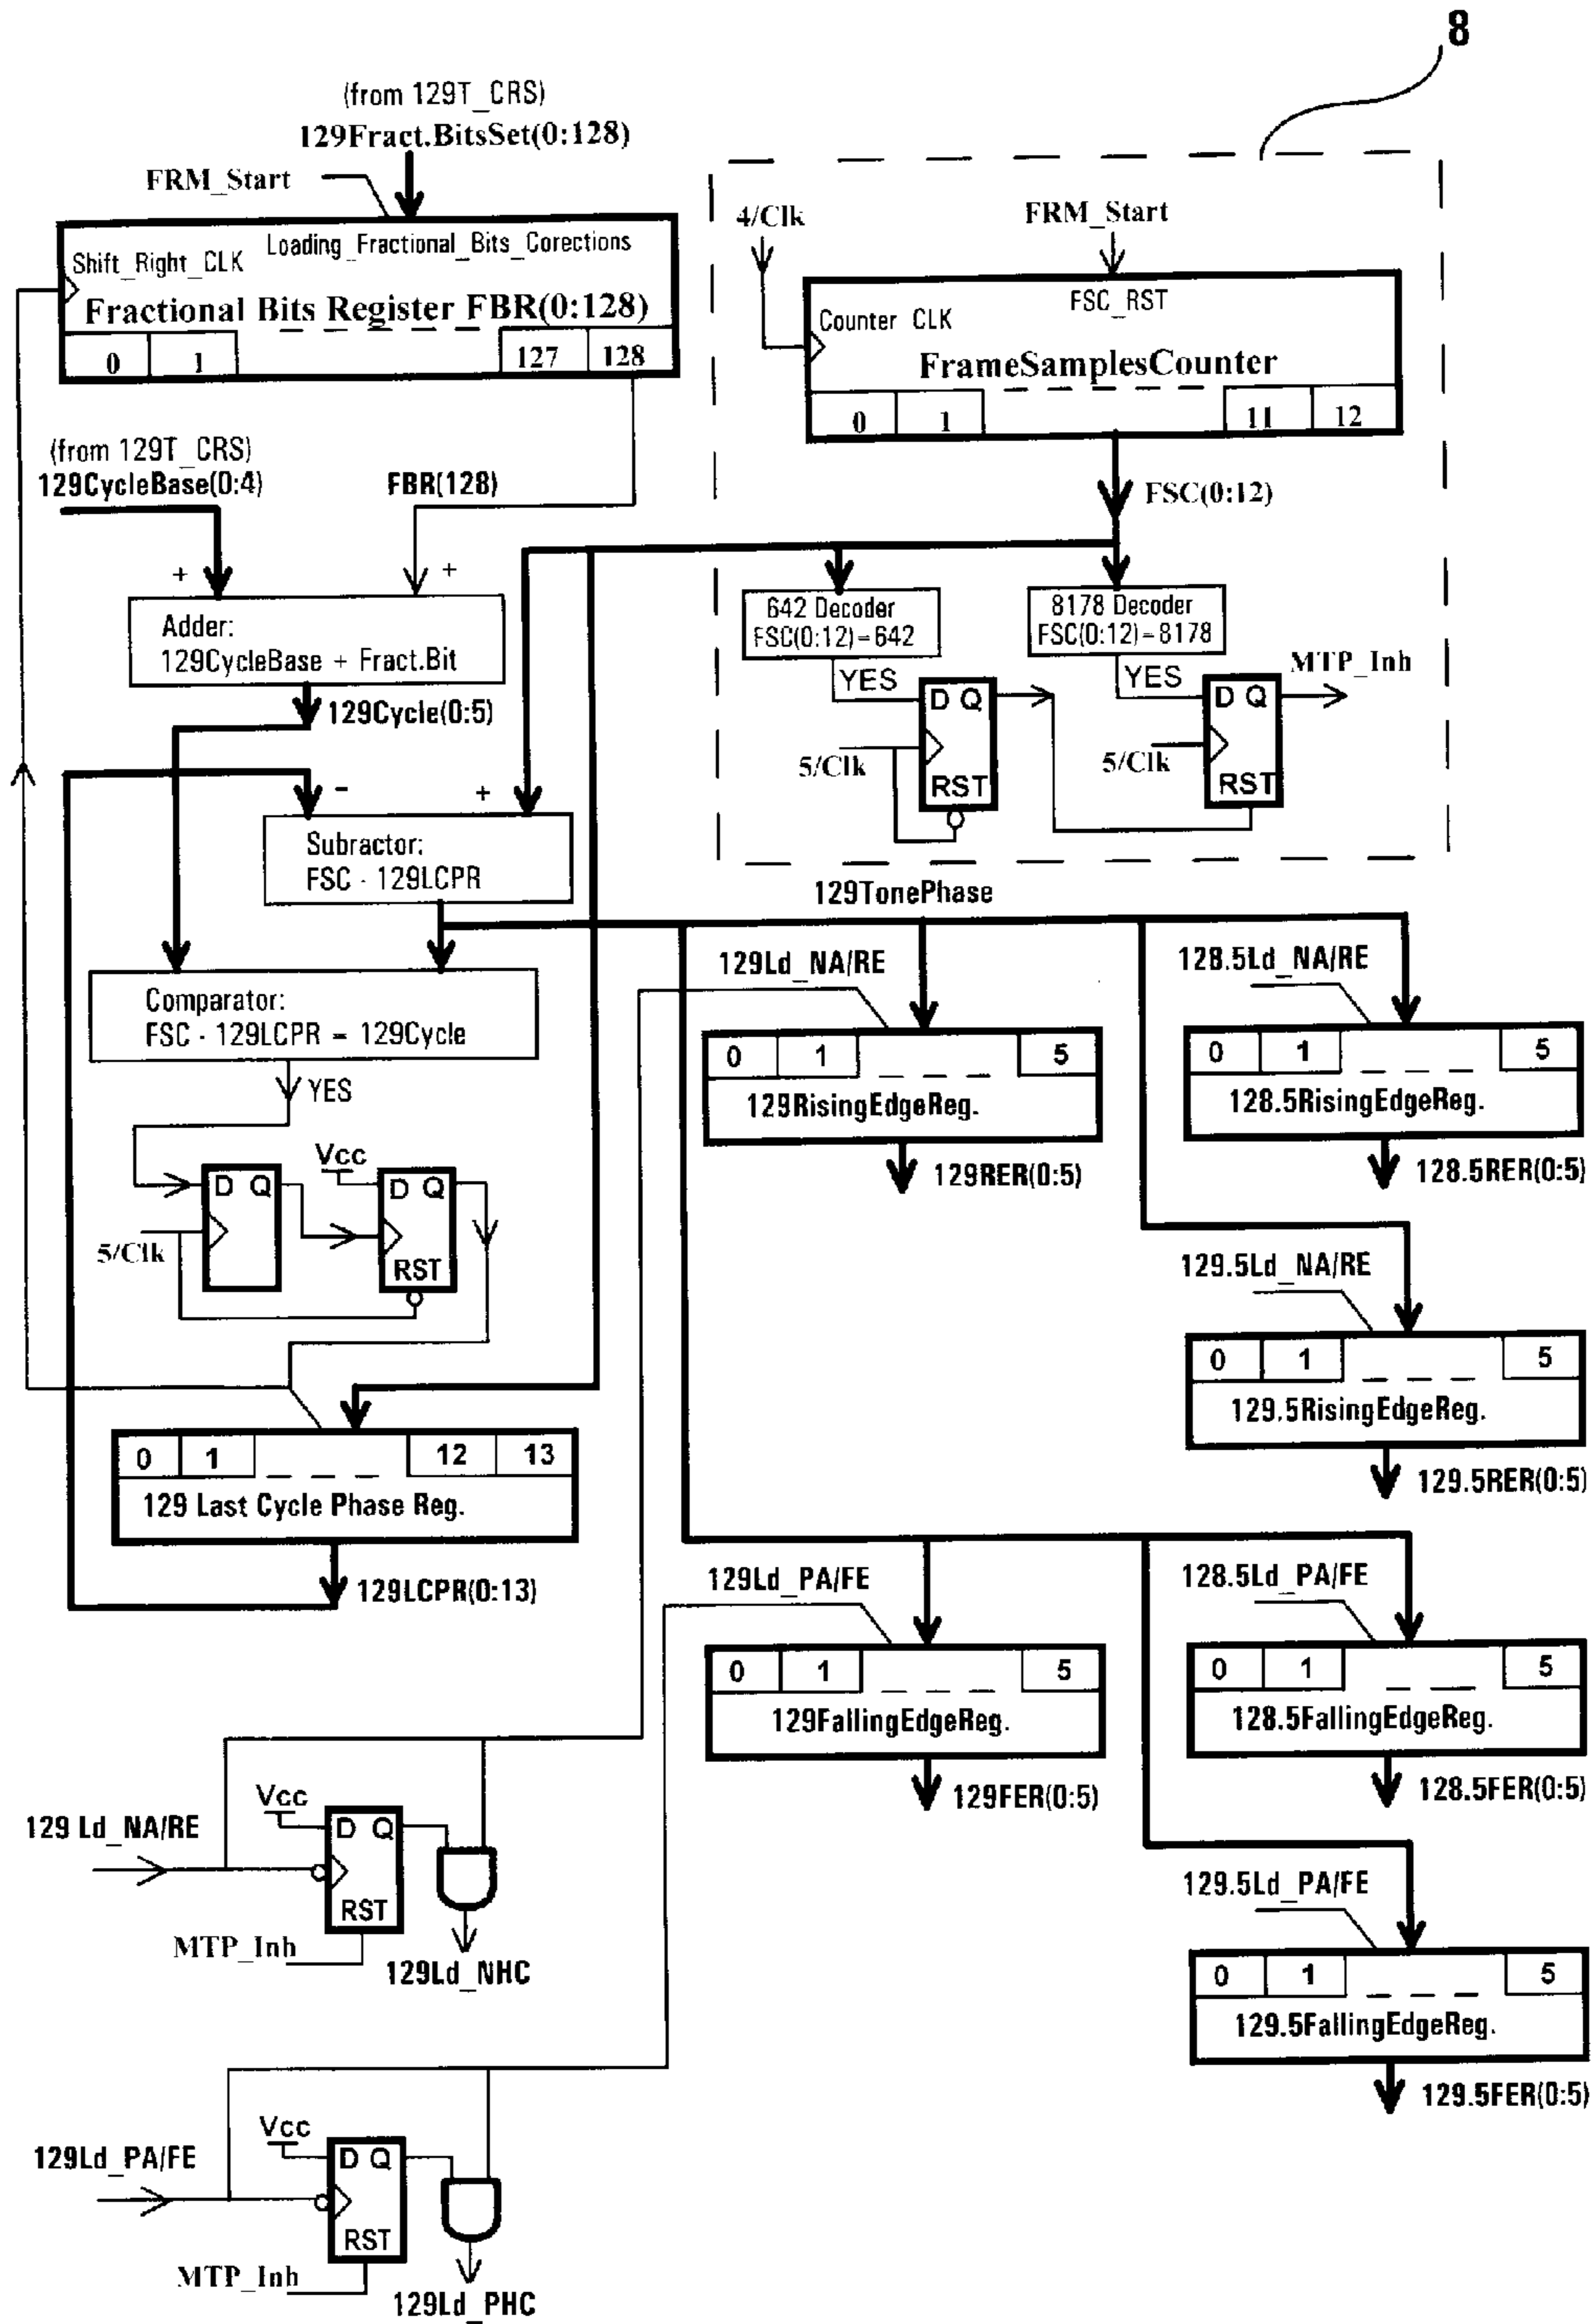 8
(from 129T_CRS)
129Fract.BitsSet(0:128)
FRM_Start
Shift_Right_CLK
Loading_Fractional_Bits_Corections
Fractional Bits Register FBR(0:128)
0 1 127 128
4/Clk
FRM_Start
FSC_RST
Counter CLK
FrameSamplesCounter
0 1 11 12
FSC(0:12)
(from 129T_CRS)
129CycleBase(0:4)
FBR(128)
+ +
Adder:
129CycleBase + Fract.Bit
129Cycle(0:5)
642 Decoder
FSC(0:12)=642
8178 Decoder
FSC(0:12)=8178
YES
YES
MTP_Inh
D Q
5/Clk
RST
D Q
5/Clk
RST
- +
Subractor:
FSC - 129LCPR
129TonePhase
Comparator:
FSC - 129LCPR = 129Cycle
YES
129Ld_NA/RE
0 1 5
129RisingEdgeReg.
129RER(0:5)
128.5Ld_NA/RE
0 1 5
128.5RisingEdgeReg.
128.5RER(0:5)
Vcc
D Q
5/Clk
D Q
RST
129.5Ld_NA/RE
0 1 5
129.5RisingEdgeReg.
129.5RER(0:5)
0 1 12 13
129 Last Cycle Phase Reg.
129LCPR(0:13)
129Ld_PA/FE
0 1 5
129FallingEdgeReg.
129FER(0:5)
128.5Ld_PA/FE
0 1 5
128.5FallingEdgeReg.
128.5FER(0:5)
129 Ld_NA/RE
Vcc
D Q
RST
MTP_Inh
129Ld_NHC
129.5Ld_PA/FE
0 1 5
129.5FallingEdgeReg.
129.5FER(0:5)
129Ld_PA/FE
Vcc
D Q
RST
MTP_Inh
129Ld_PHC